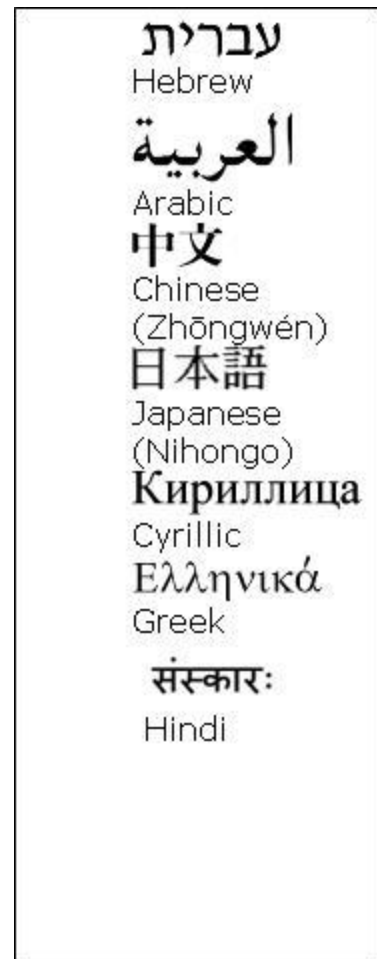 עברית
Hebrew
العربية
Arabic
中文
Chinese
(Zhōngwén)
日本語
Japanese
(Nihongo)
Кириллица
Cyrillic
Ελληνικά
Greek
संस्कारः
Hindi